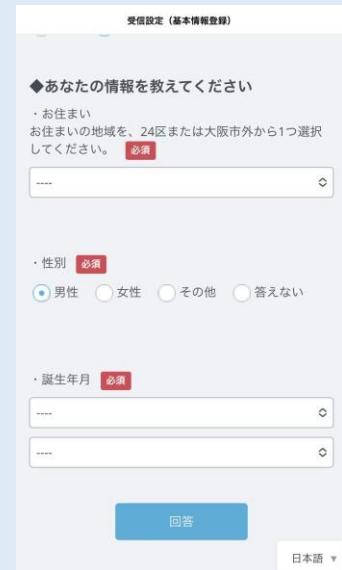 受信設定（基本情報登録）
◆あなたの情報を教えてください
・お住まい
お住まいの地域を、24区または大阪市外から1つ選択
してください。 必須
----
・性別 必須
男性 女性 その他 答えない
・誕生年月 必須
----
----
回答
日本語 ▼